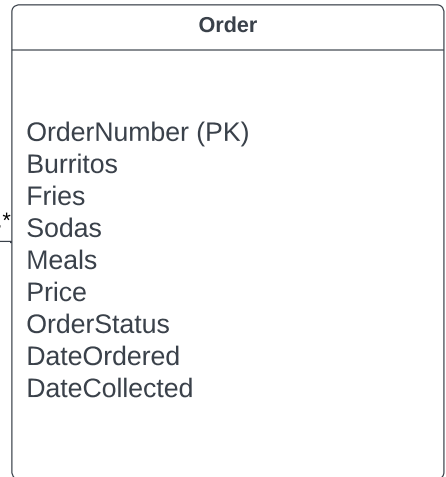 Order
OrderNumber (PK)
Burritos
Fries
Sodas
Meals
Price
OrderStatus
DateOrdered
DateCollected
*